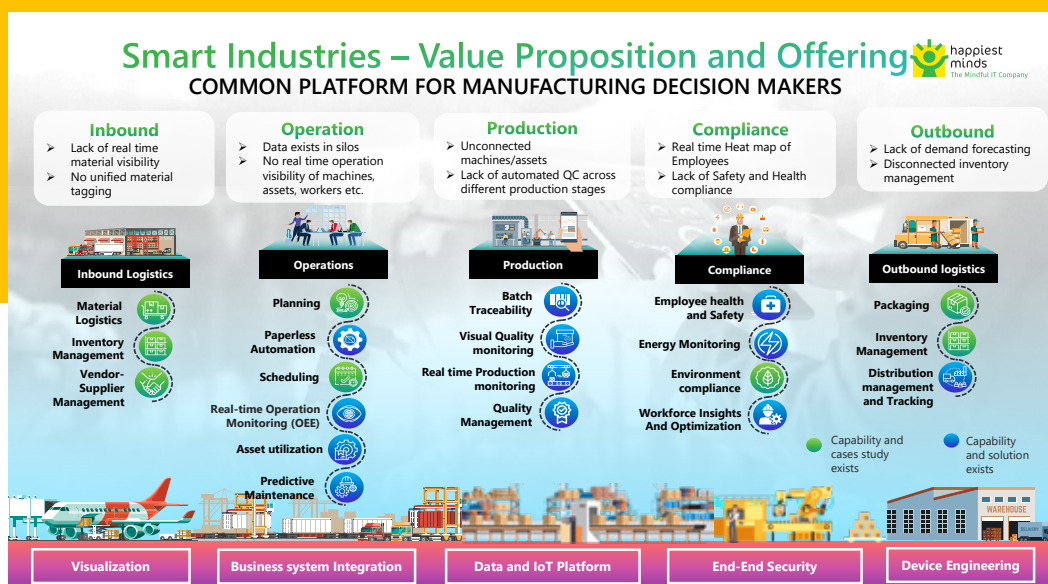 Smart Industries – Value Proposition and Offering
happiest
minds
The Mindful IT Company
COMMON PLATFORM FOR MANUFACTURING DECISION MAKERS
Inbound
➢ Lack of real time
material visibility
➢ No unified material
tagging
Operation
➢ Data exists in silos
➢ No real time operation
visibility of machines,
assets, workers etc.
Production
➢ Unconnected
machines/assets
➢ Lack of automated QC across
different production stages
Compliance
➢ Real time Heat map of
Employees
➢ Lack of Safety and Health
compliance
Outbound
➢ Lack of demand forecasting
➢ Disconnected inventory
management
Inbound Logistics
Material
Logistics
Inventory
Management
Vendor-
Supplier
Management
Operations
Planning
Paperless
Automation
Scheduling
Real-time Operation
Monitoring (OEE)
Asset utilization
Predictive
Maintenance
Production
Batch
Traceability
Visual Quality
monitoring
Real time Production
monitoring
Quality
Management
Compliance
Employee health
and Safety
Energy Monitoring
Environment
compliance
Workforce Insights
And Optimization
Outbound logistics
Packaging
Inventory
Management
Distribution
management
and Tracking
Capability and
cases study
exists
Capability
and solution
exists
WAREHOUSE
DELIVERY
Visualization
Business system Integration
Data and IoT Platform
End-End Security
Device Engineering